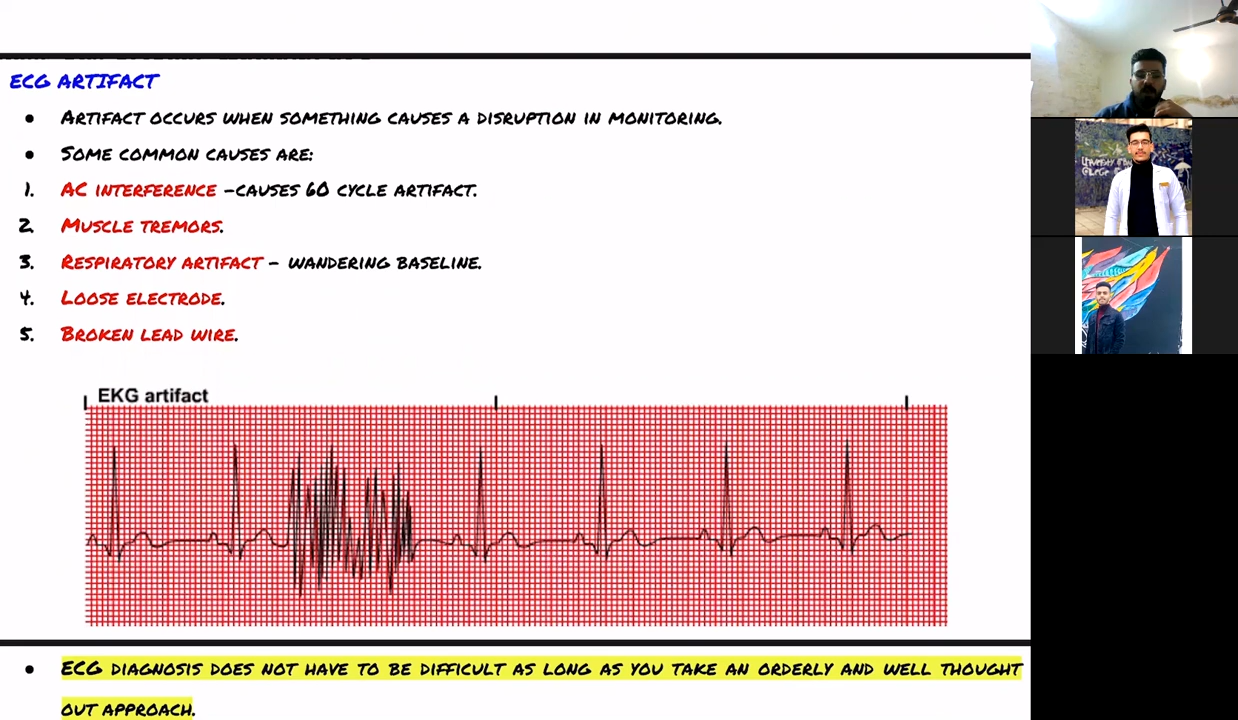 ECG ARTIFACT
• ARTIFACT OCCURS WHEN SOMETHING CAUSES A DISRUPTION IN MONITORING.
• SOME COMMON CAUSES ARE:
1. AC INTERFERENCE –CAUSES 60 CYCLE ARTIFACT.
2. MUSCLE TREMORS.
3. RESPIRATORY ARTIFACT – WANDERING BASELINE.
4. LOOSE ELECTRODE.
5. BROKEN LEAD WIRE.
EKG artifact
• ECG DIAGNOSIS DOES NOT HAVE TO BE DIFFICULT AS LONG AS YOU TAKE AN ORDERLY AND WELL THOUGHT
OUT APPROACH.